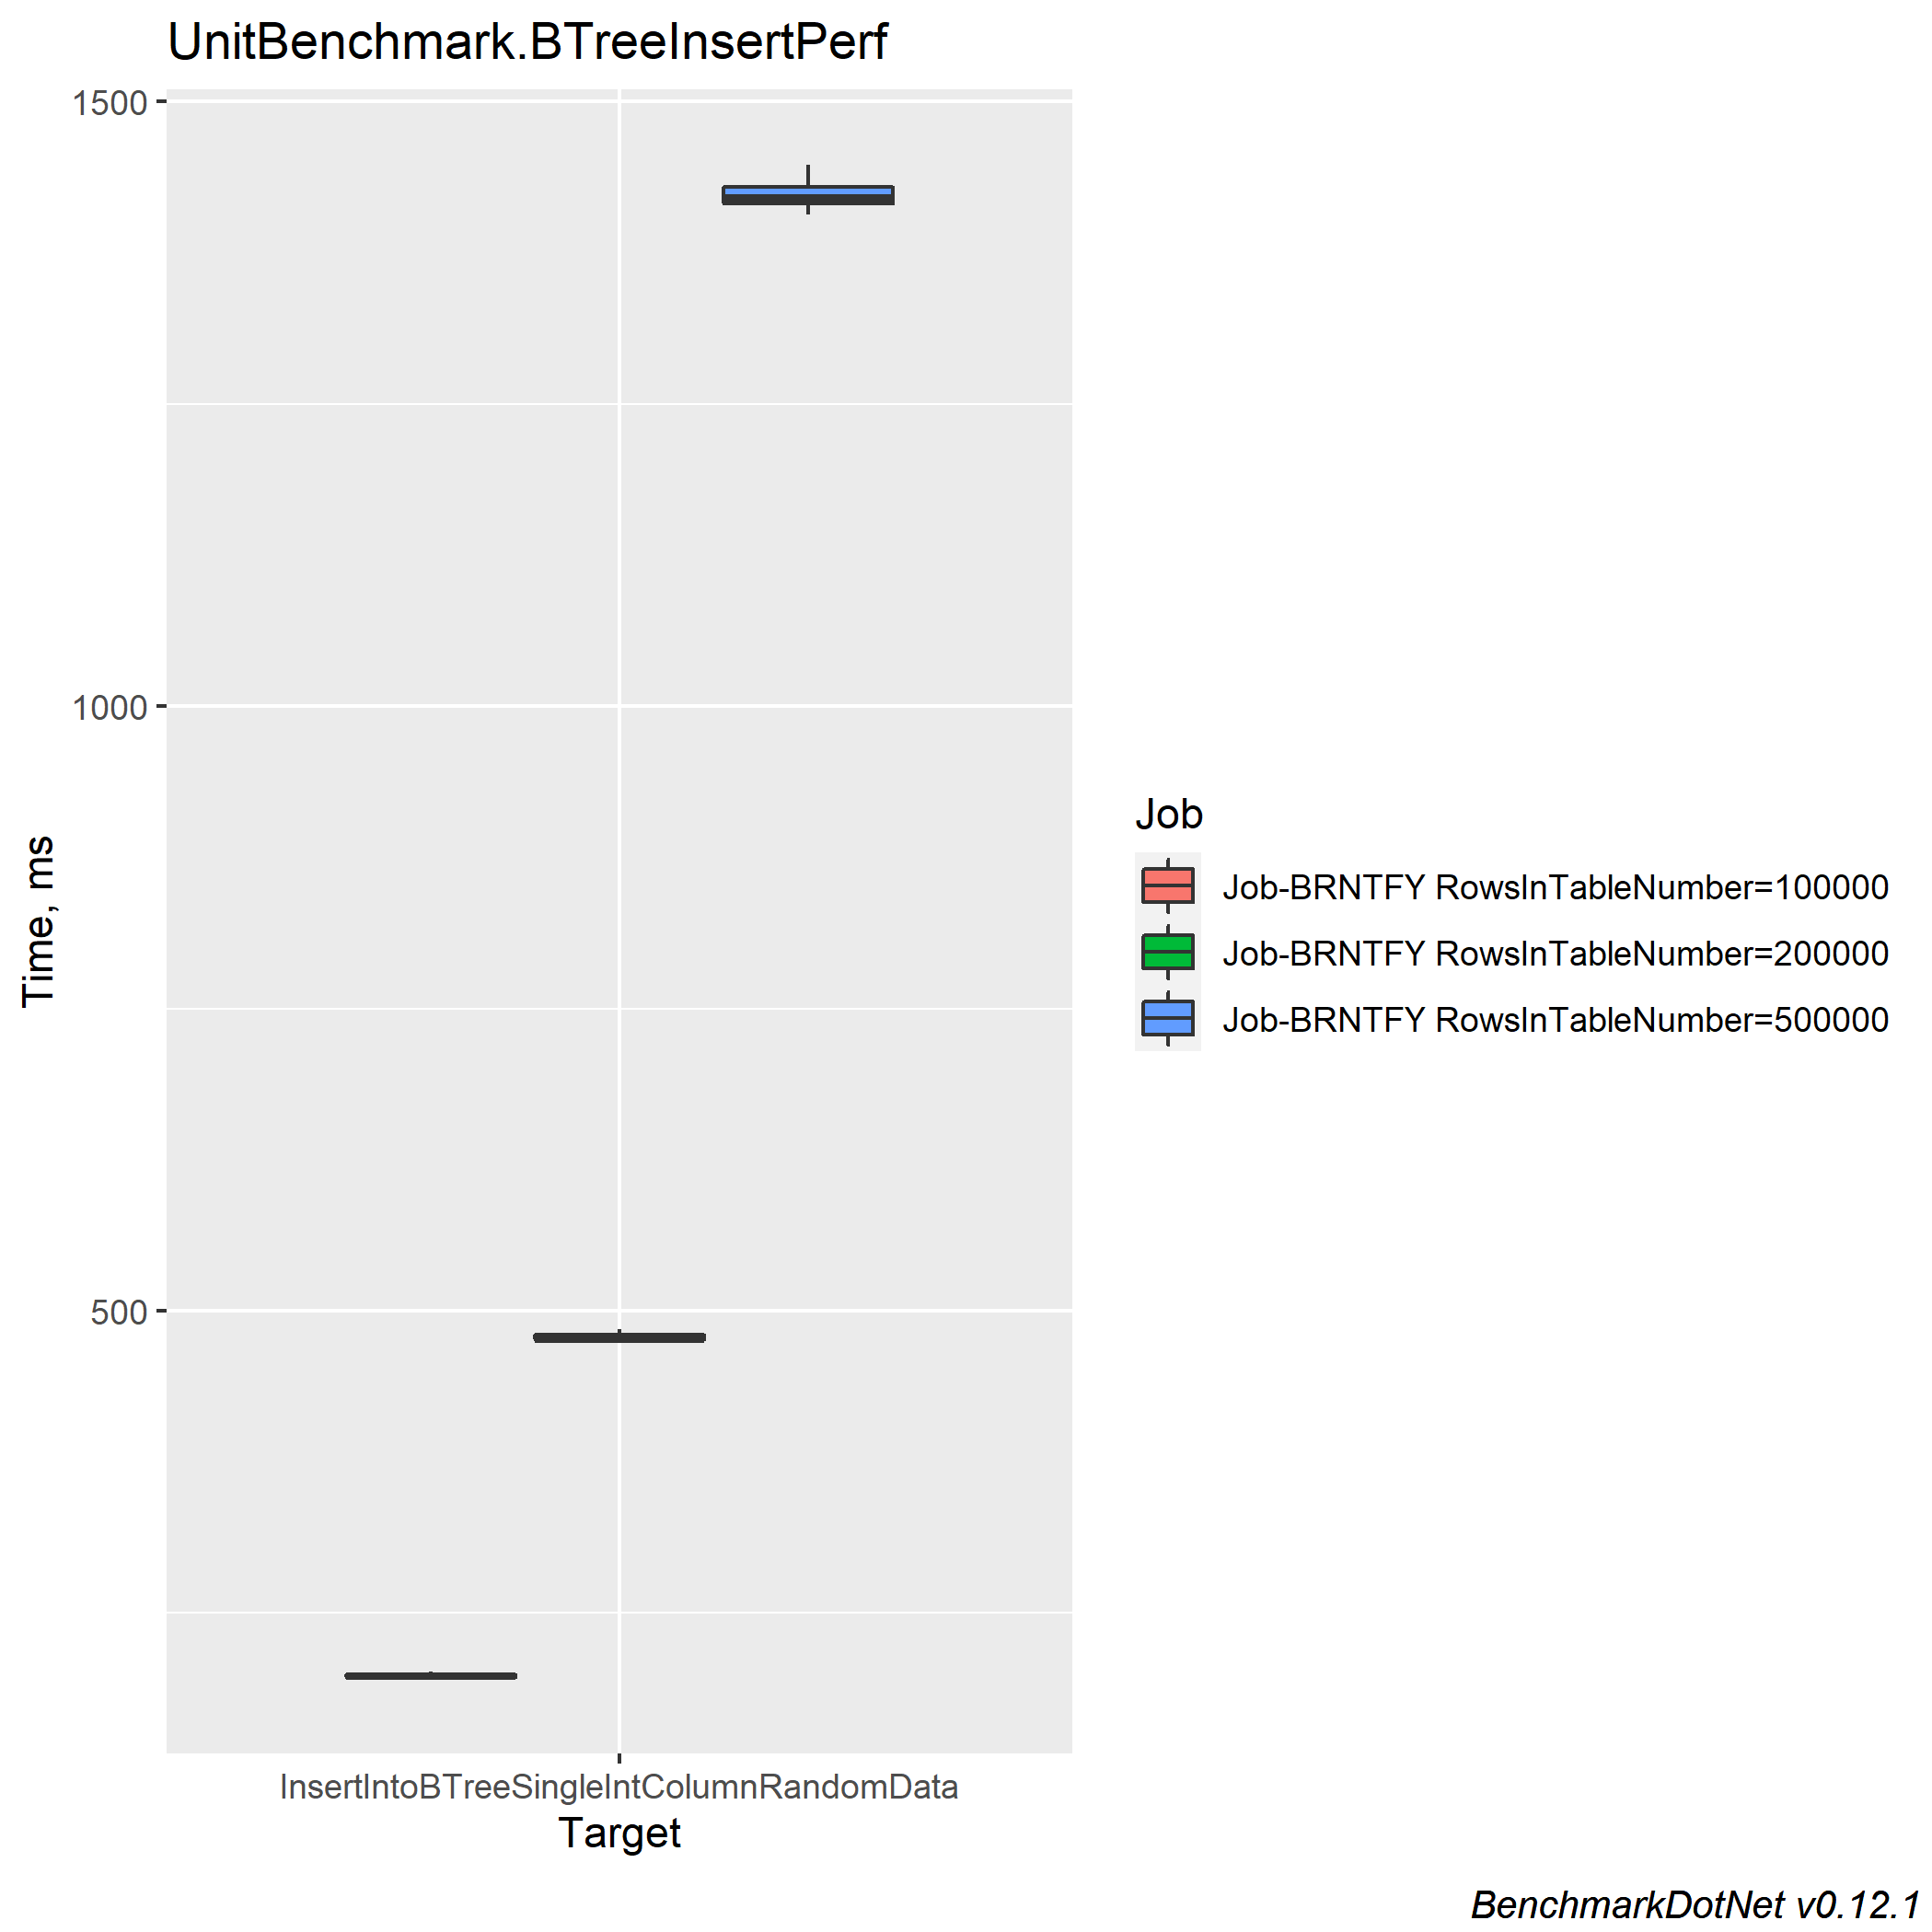 UnitBenchmark.BTreeInsertPerf
1500
1000
500
Time, ms
InsertIntoBTreeSingleIntColumnRandomData
Target
Job
Job-BRNTFY RowsInTableNumber=100000
Job-BRNTFY RowsInTableNumber=200000
Job-BRNTFY RowsInTableNumber=500000
BenchmarkDotNet v0.12.1